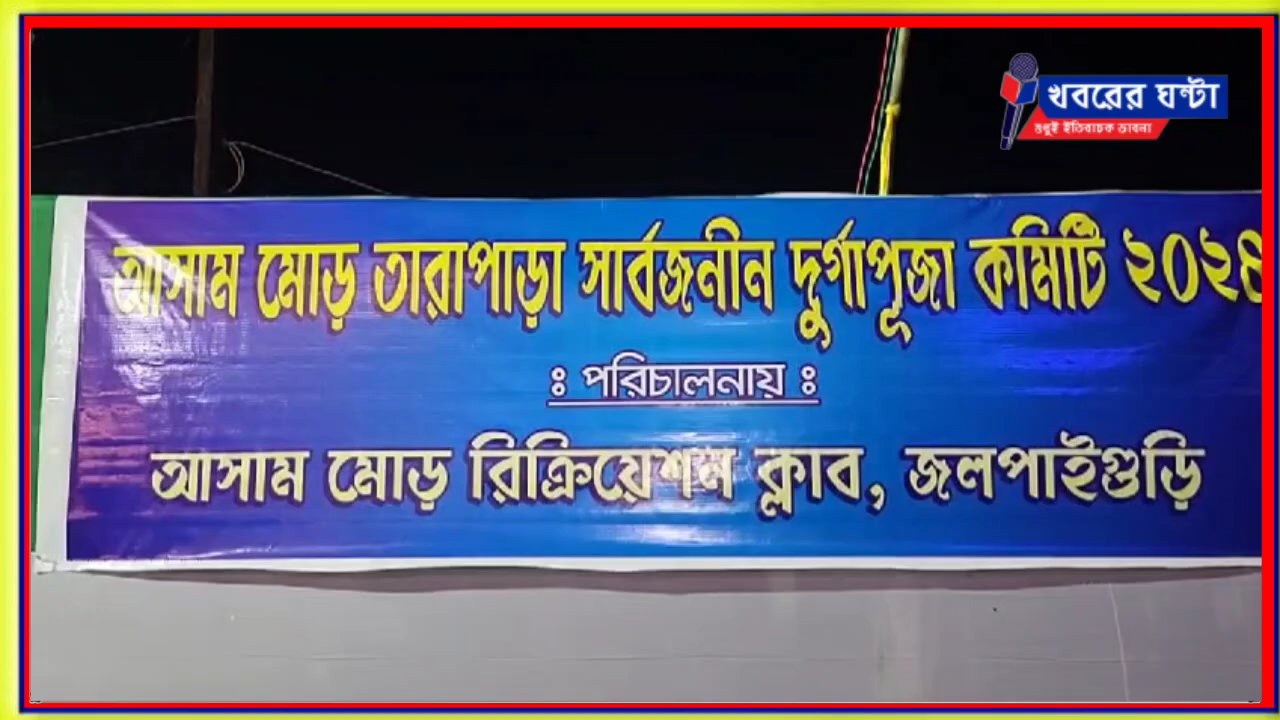 খবরের ঘন্টা
শুধুই ইতিবাচক ভাবনা
আসাম মোড় তারাপাড়া সার্বজনীন দুর্গাপূজা কমিটি ২০২৪
ঃ পরিচালনায় ঃ
আসাম মোড় রিক্রিয়েশন ক্লাব, জলপাইগুড়ি